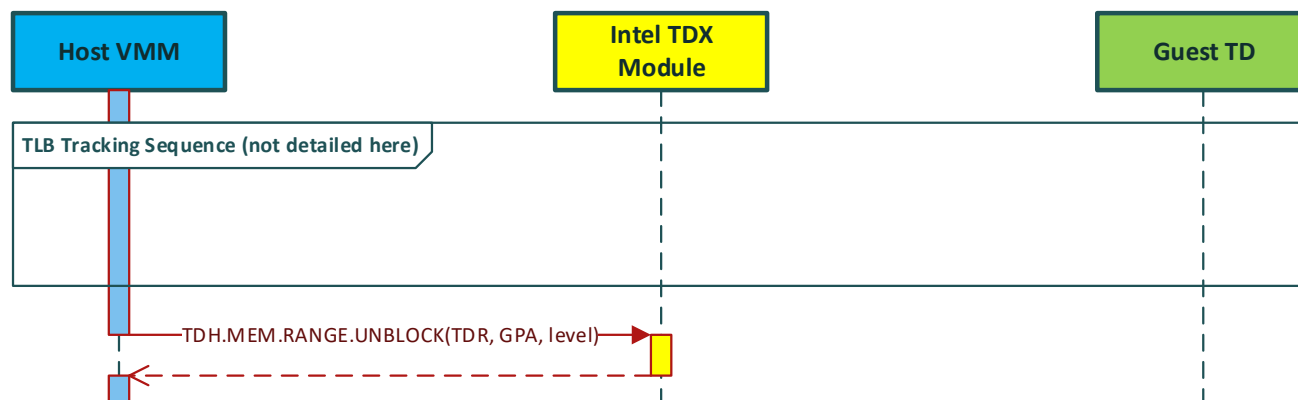 Host VMM
Intel TDX
Module
Guest TD
TLB Tracking Sequence (not detailed here)
TDH.MEM.RANGE.UNBLOCK(TDR, GPA, level)